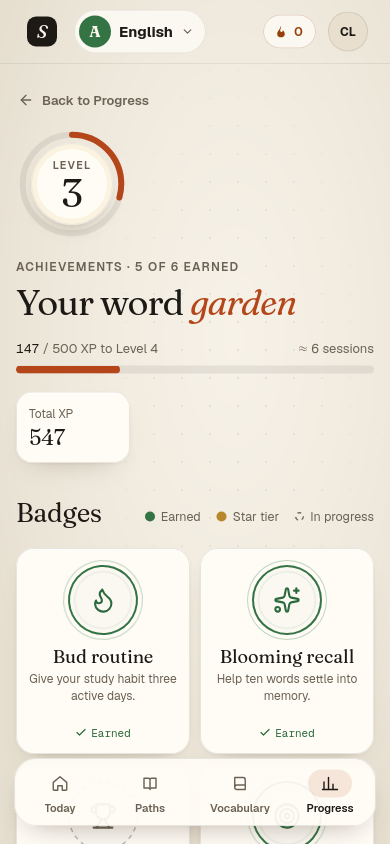 S
A English
0
CL
← Back to Progress
LEVEL
3
ACHIEVEMENTS · 5 OF 6 EARNED
Your word garden
147 / 500 XP to Level 4
≈ 6 sessions
Total XP
547
Badges
Earned
Star tier
In progress
Bud routine
Give your study habit three
active days.
✓ Earned
Blooming recall
Help ten words settle into
memory.
✓ Earned
Today
Paths
Vocabulary
Progress